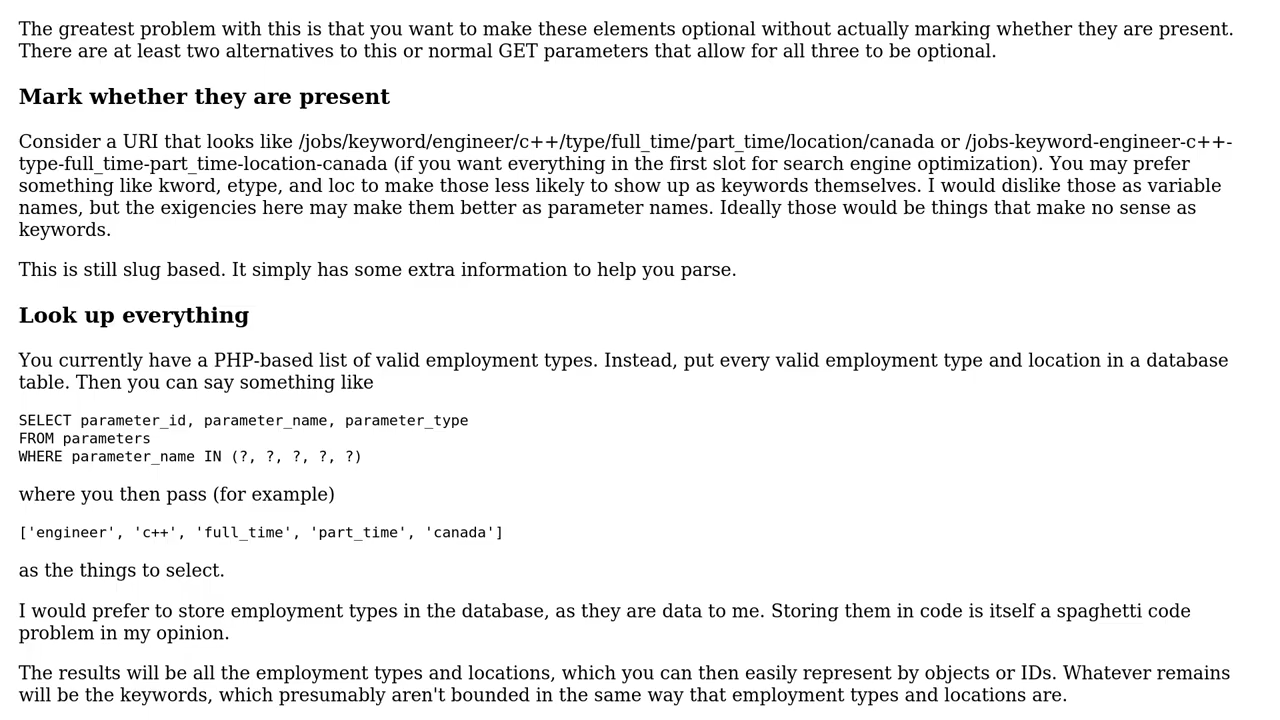 The greatest problem with this is that you want to make these elements optional without actually marking whether they are present.
There are at least two alternatives to this or normal GET parameters that allow for all three to be optional.
Mark whether they are present
Consider a URI that looks like /jobs/keyword/engineer/c++/type/full_time/part_time/location/canada or /jobs-keyword-engineer-c++-
type-full_time-part_time-location-canada (if you want everything in the first slot for search engine optimization). You may prefer
something like kword, etype, and loc to make those less likely to show up as keywords themselves. I would dislike those as variable
names, but the exigencies here may make them better as parameter names. Ideally those would be things that make no sense as
keywords.
This is still slug based. It simply has some extra information to help you parse.
Look up everything
You currently have a PHP-based list of valid employment types. Instead, put every valid employment type and location in a database
table. Then you can say something like
SELECT parameter_id, parameter_name, parameter_type
FROM parameters
WHERE parameter_name IN (?, ?, ?, ?, ?)
where you then pass (for example)
['engineer', 'c++', 'full_time', 'part_time', 'canada']
as the things to select.
I would prefer to store employment types in the database, as they are data to me. Storing them in code is itself a spaghetti code
problem in my opinion.
The results will be all the employment types and locations, which you can then easily represent by objects or IDs. Whatever remains
will be the keywords, which presumably aren't bounded in the same way that employment types and locations are.